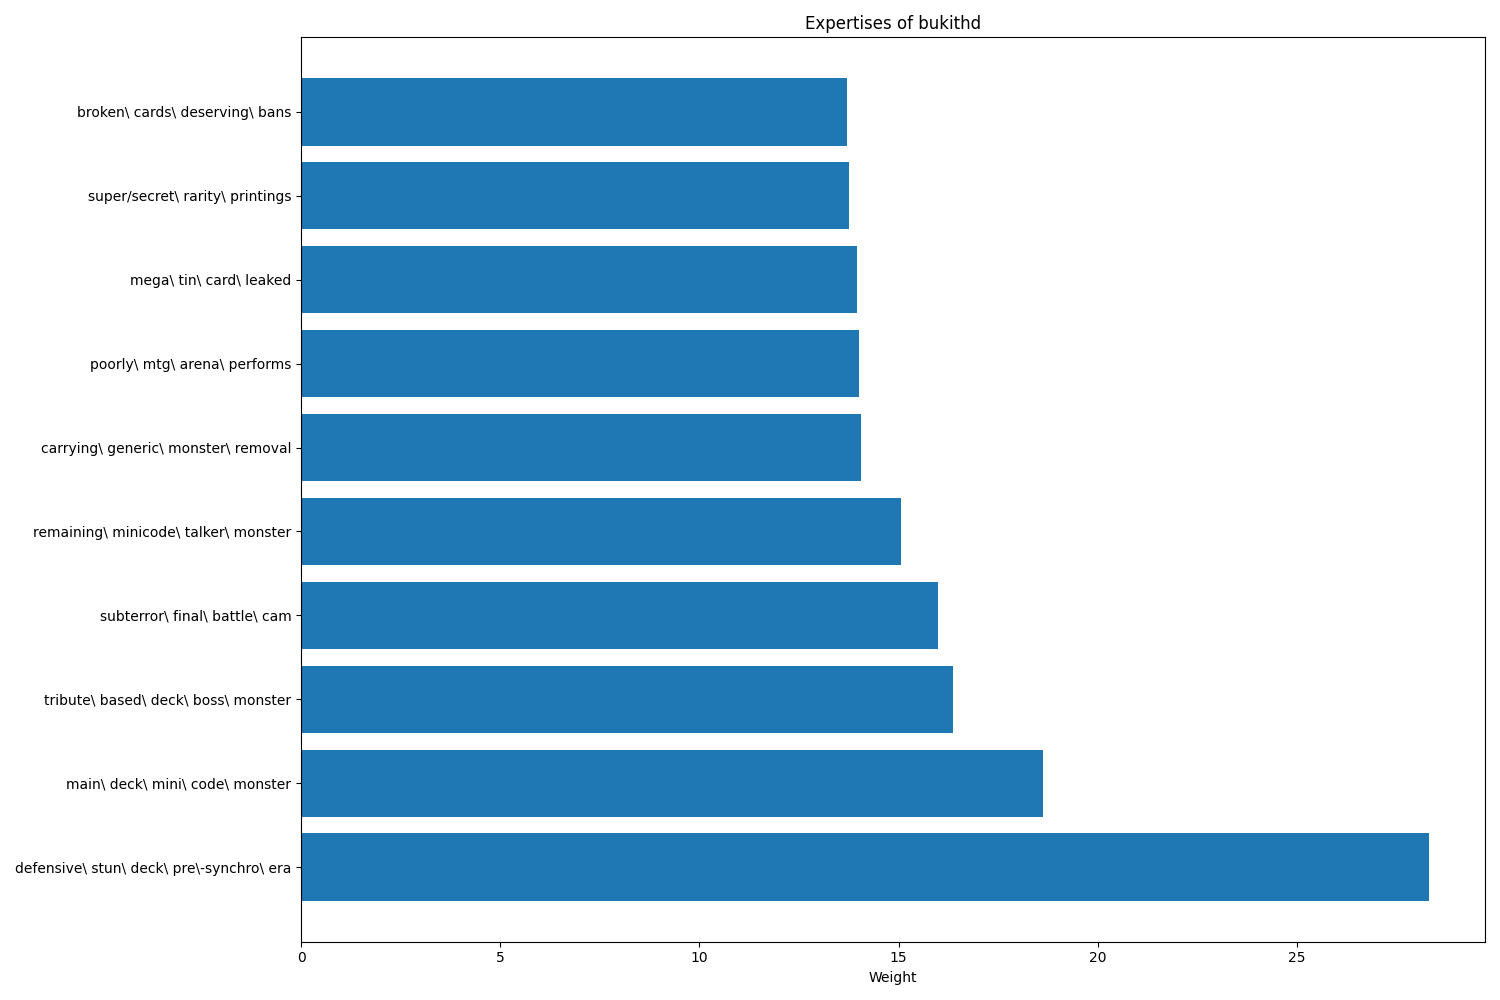 Expertises of bukithd
broken\ cards\ deserving\ bans
super/secret\ rarity\ printings
mega\ tin\ card\ leaked
poorly\ mtg\ arena\ performs
carrying\ generic\ monster\ removal
remaining\ minicode\ talker\ monster
subterror\ final\ battle\ cam
tribute\ based\ deck\ boss\ monster
main\ deck\ mini\ code\ monster
defensive\ stun\ deck\ pre\-synchro\ era
0 5 10 15 20 25
Weight